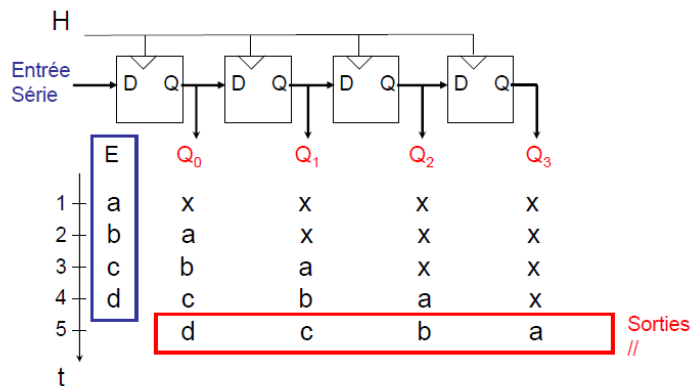 H
Entrée
Série
D Q D Q D Q D Q
E Q₀ Q₁ Q₂ Q₃
1 a x x x x
2 b a x x x
3 c b a x x
4 d c b a x
5 d c b a
Sorties
//
t